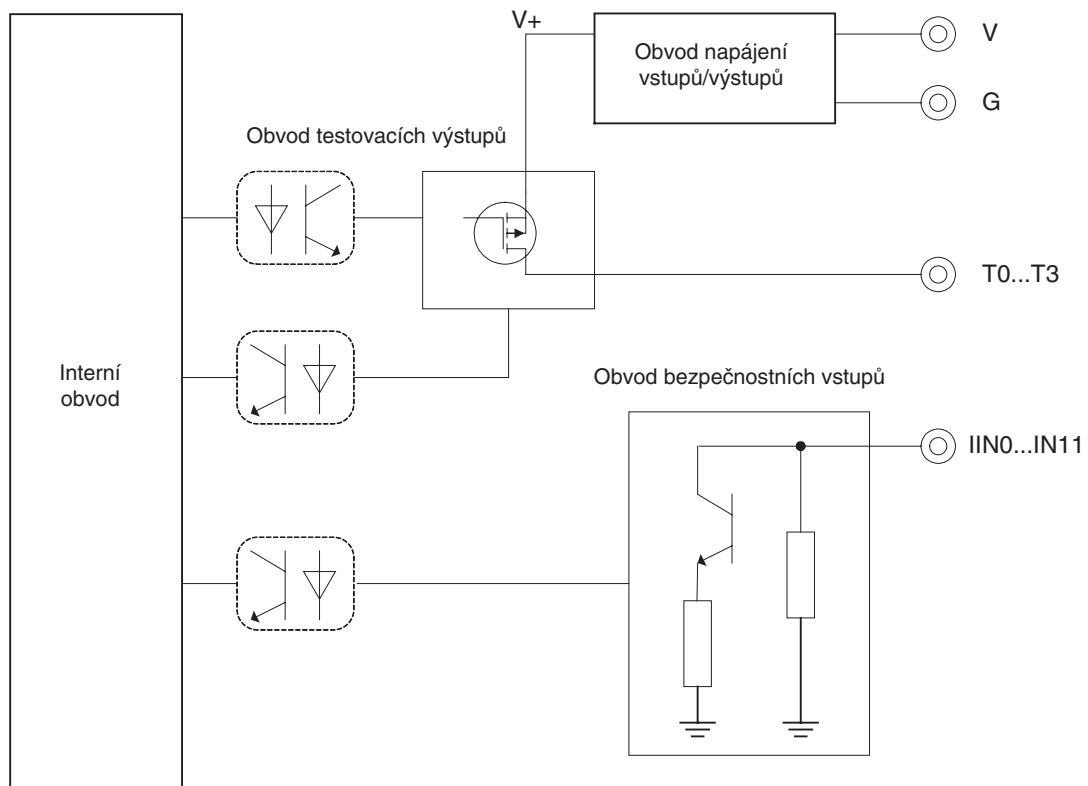 V+
V
Obvod napájení
vstupů/výstupů
G
Obvod testovacích výstupů
T0...T3
Interní
obvod
Obvod bezpečnostních vstupů
IIN0...IN11